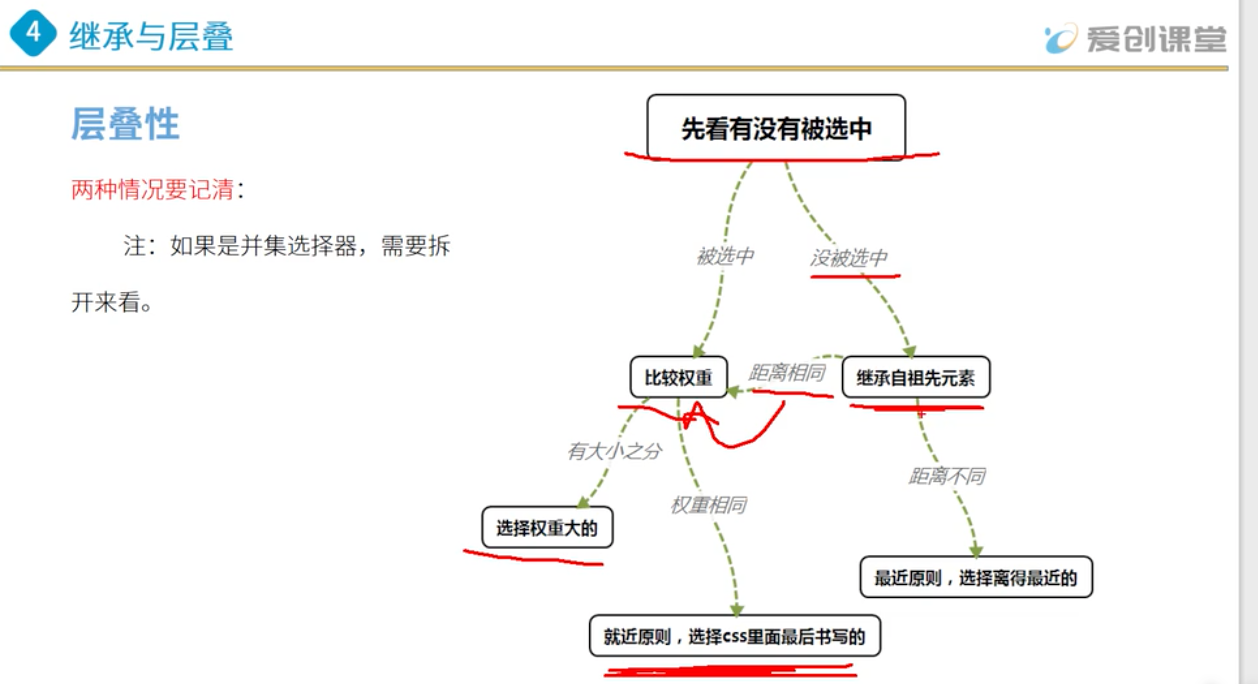 4
继承与层叠
爱创课堂
层叠性
两种情况要记清：
注：如果是并集选择器，需要拆
开来看。
先看有没有被选中
被选中
没被选中
比较权重
距离相同
继承自祖先元素
有大小之分
权重相同
距离不同
选择权重大的
最近原则，选择离得最近的
就近原则，选择css里面最后书写的